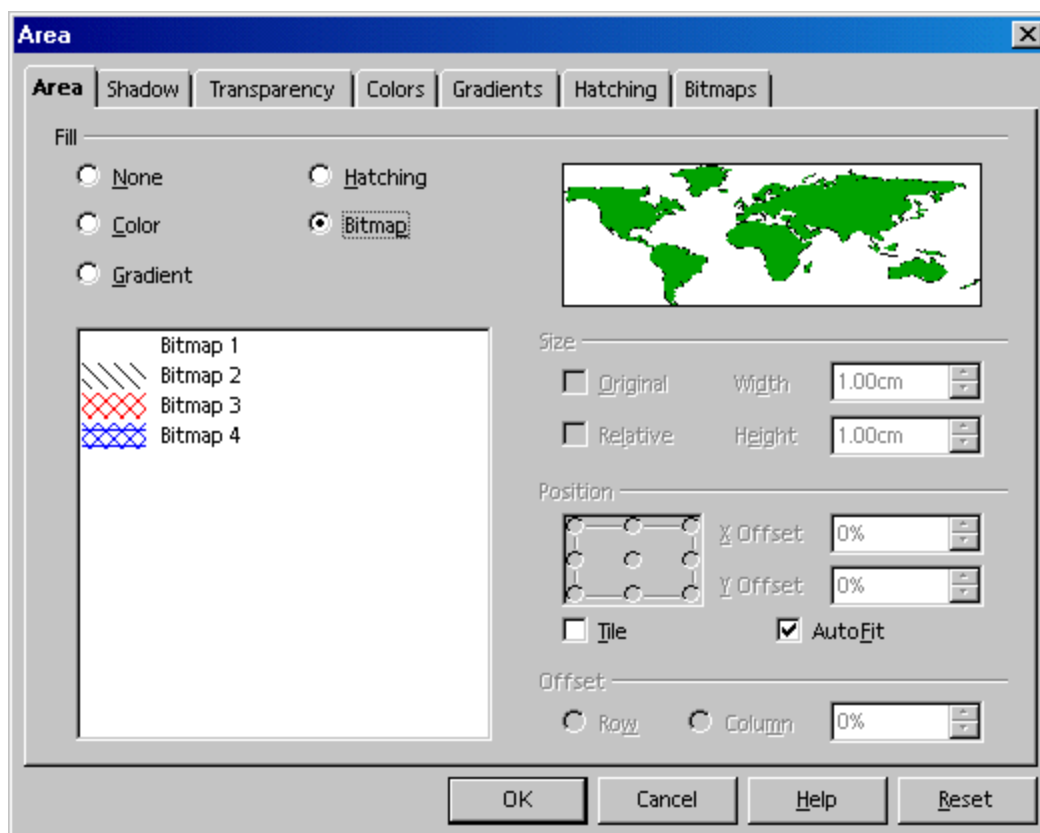 Area
Area Shadow Transparency Colors Gradients Hatching Bitmaps
Fill
None Hatching
Color Bitmap
Gradient
Bitmap 1
Bitmap 2
Bitmap 3
Bitmap 4
Size
Original Width 1.00cm
Relative Height 1.00cm
Position
X Offset 0%
Y Offset 0%
Tile AutoFit
Offset
Row Column 0%
OK Cancel Help Reset